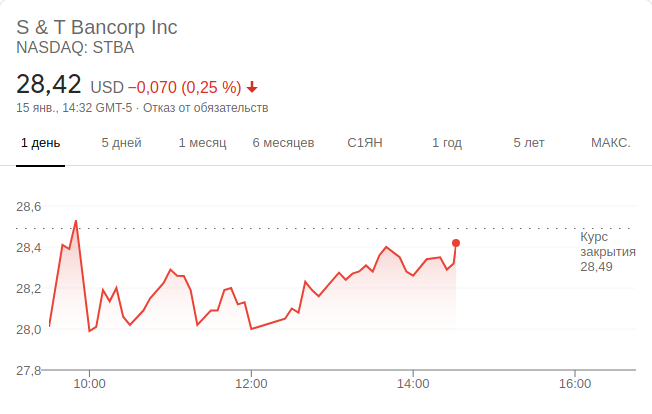 S & T Bancorp Inc
NASDAQ: STBA
28,42 USD −0,070 (0,25 %)
15 янв., 14:32 GMT-5 · Отказ от обязательств
1 день 5 дней 1 месяц 6 месяцев С1ЯН 1 год 5 лет МАКС.
28,6
Курс
28,4
закрытия
28,49
28,2
28,0
27,8
10:00 12:00 14:00 16:00